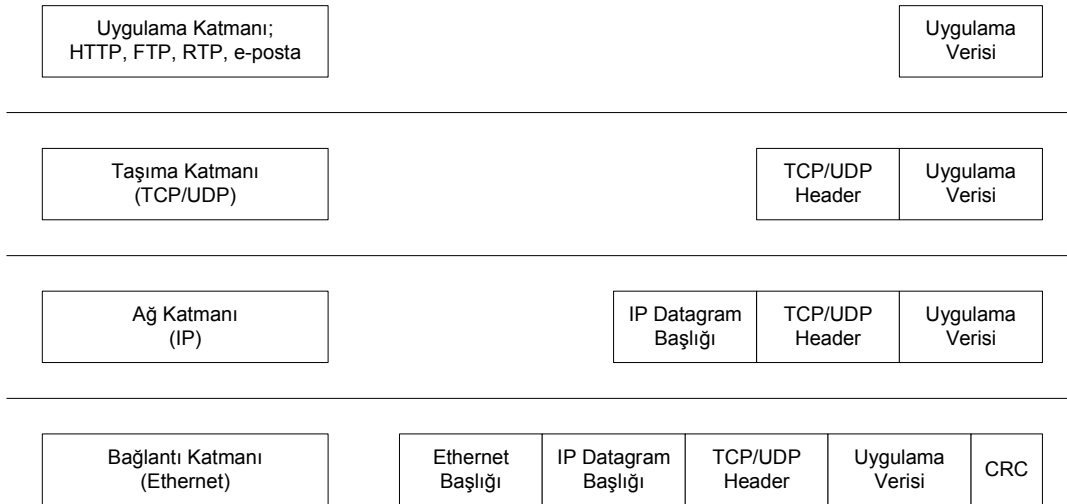 Uygulama Katmanı;
HTTP, FTP, RTP, e-posta
Uygulama
Verisi
Taşıma Katmanı
(TCP/UDP)
TCP/UDP
Header
Uygulama
Verisi
Ağ Katmanı
(IP)
IP Datagram
Başlığı
TCP/UDP
Header
Uygulama
Verisi
Bağlantı Katmanı
(Ethernet)
Ethernet
Başlığı
IP Datagram
Başlığı
TCP/UDP
Header
Uygulama
Verisi
CRC